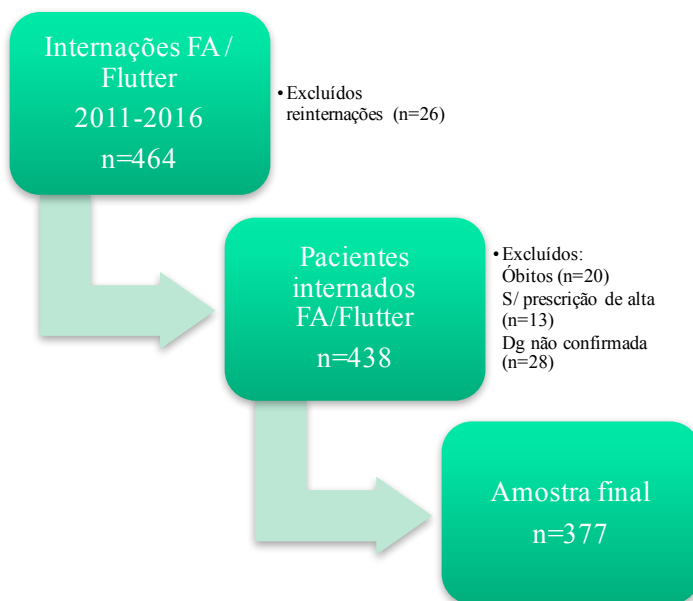 Internações FA /
Flutter
2011-2016
n=464
•Excluídos
reinternações (n=26)
Pacientes
internados
FA/Flutter
n=438
•Excluídos:
Óbitos (n=20)
S/ prescrição de alta
(n=13)
Dg não confirmada
(n=28)
Amostra final
n=377